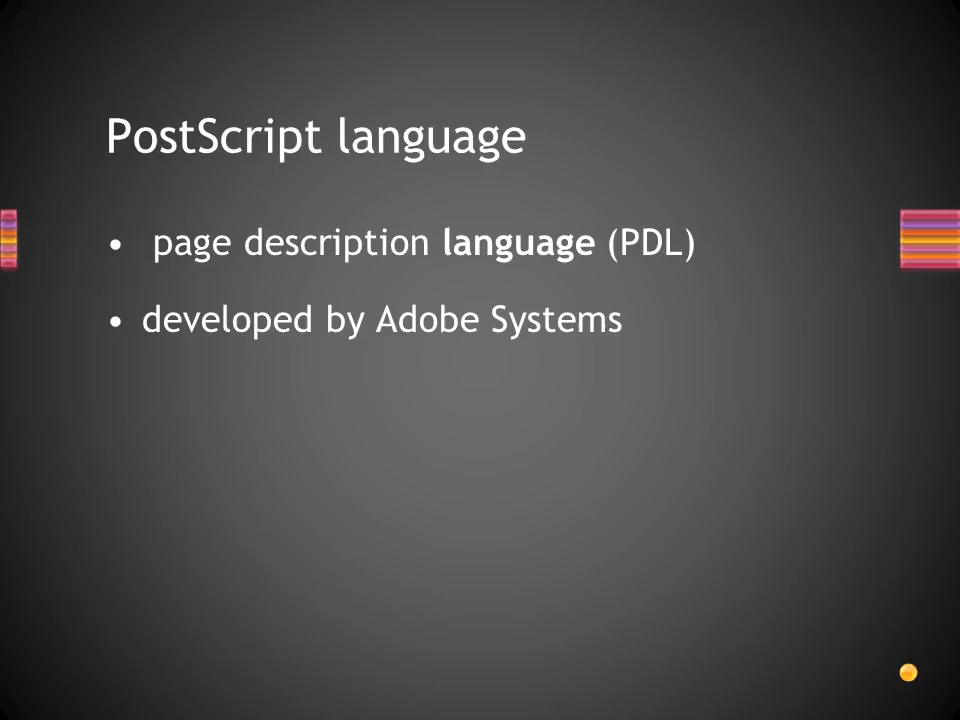 PostScript language
• page description language (PDL)
• developed by Adobe Systems